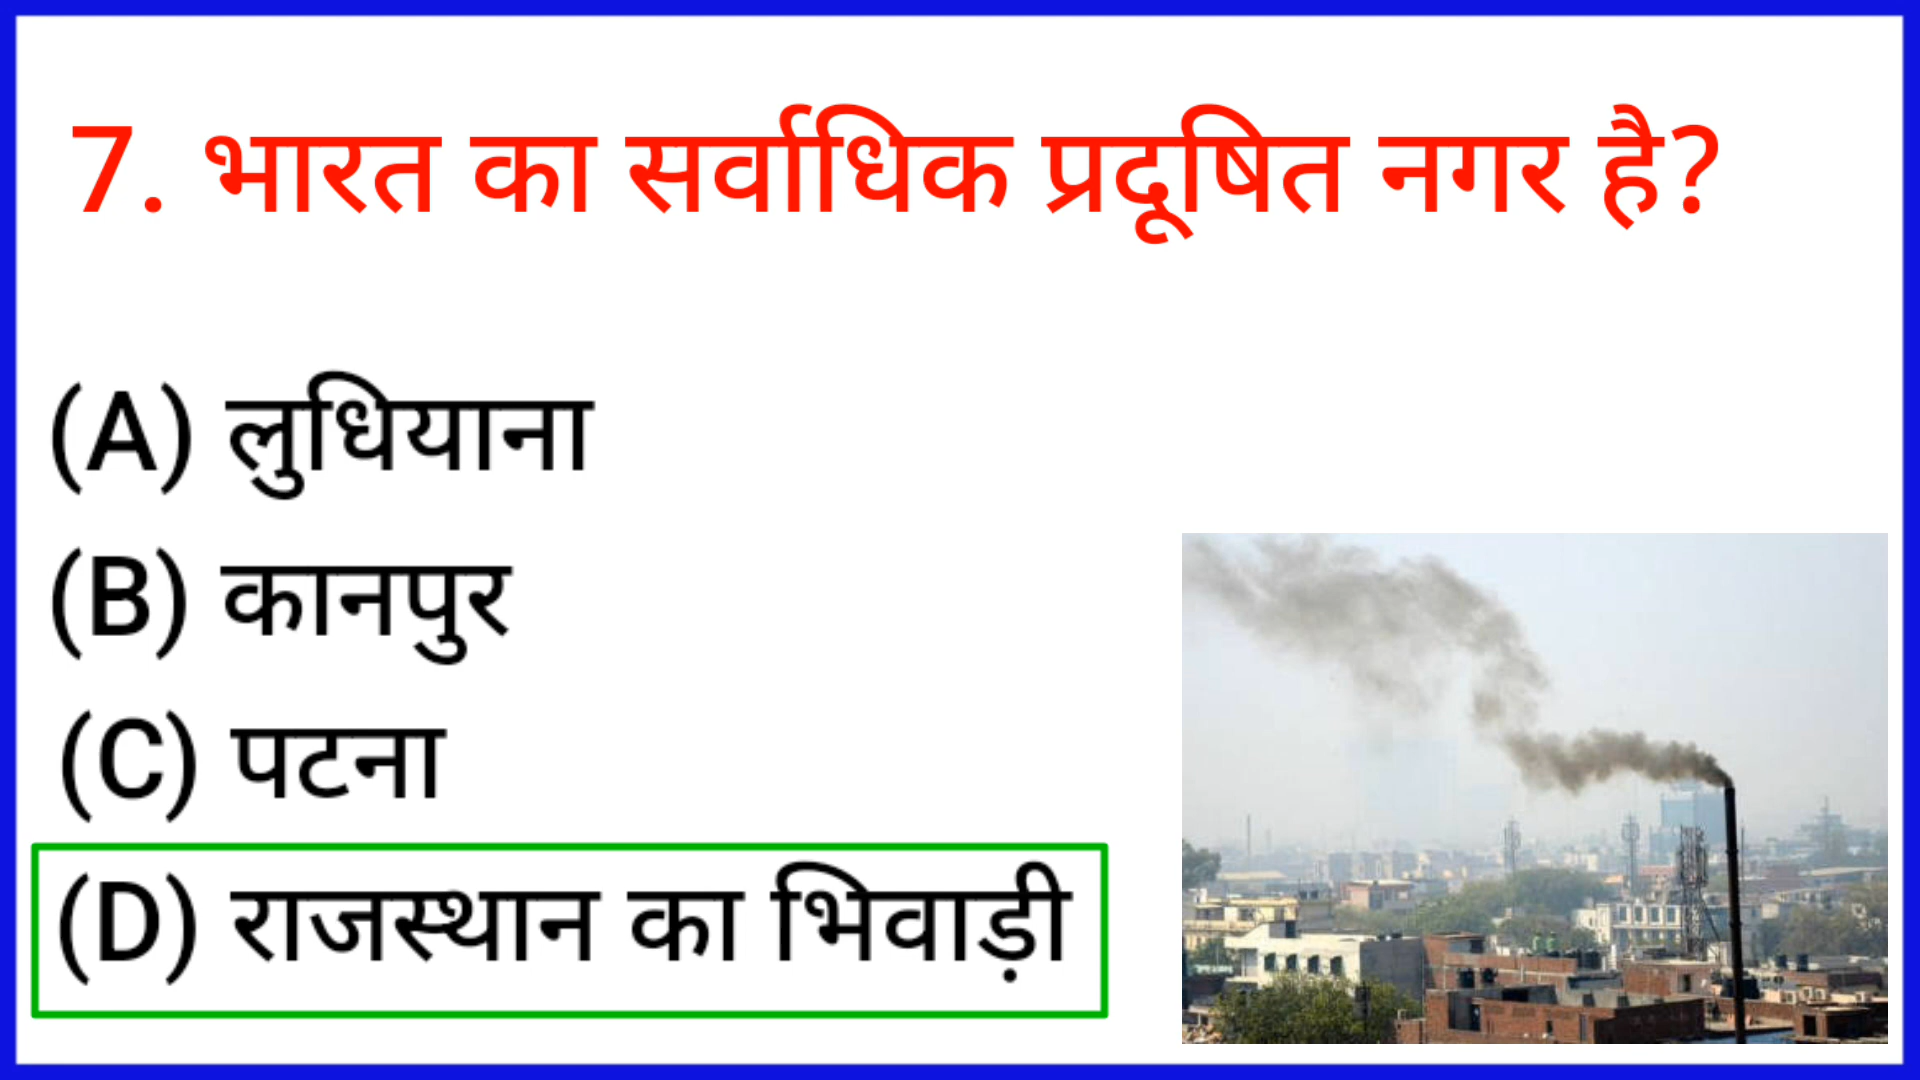 7. भारत का सर्वाधिक प्रदूषित नगर है?
(A) लुधियाना
(B) कानपुर
(C) पटना
(D) राजस्थान का भिवाड़ी